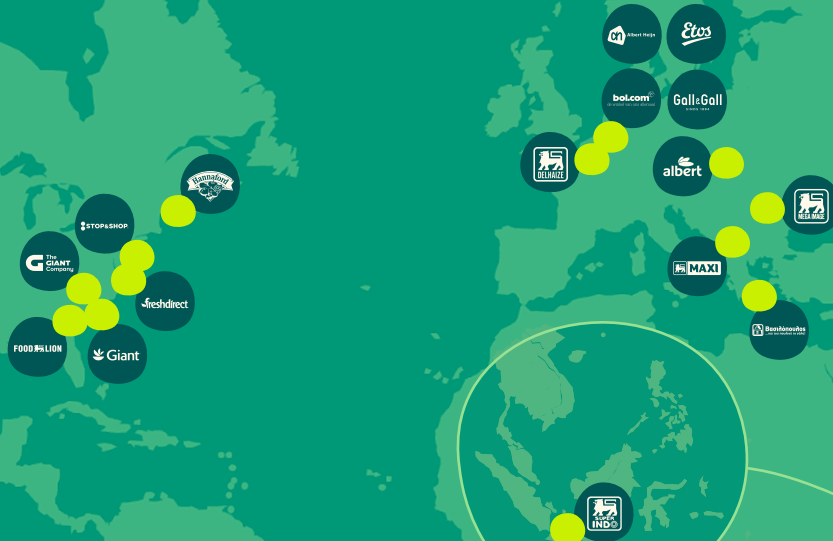 Albert Heijn
Etos
bol.com
Gall&Gall
SINCE 1884
DELHAIZE
albert
Hannaford
MEGA IMAGE
STOP&SHOP
The
GIANT
Company
MAXI
freshdirect
Βασιλόπουλος
FOOD LION
Giant
SUPER
INDO